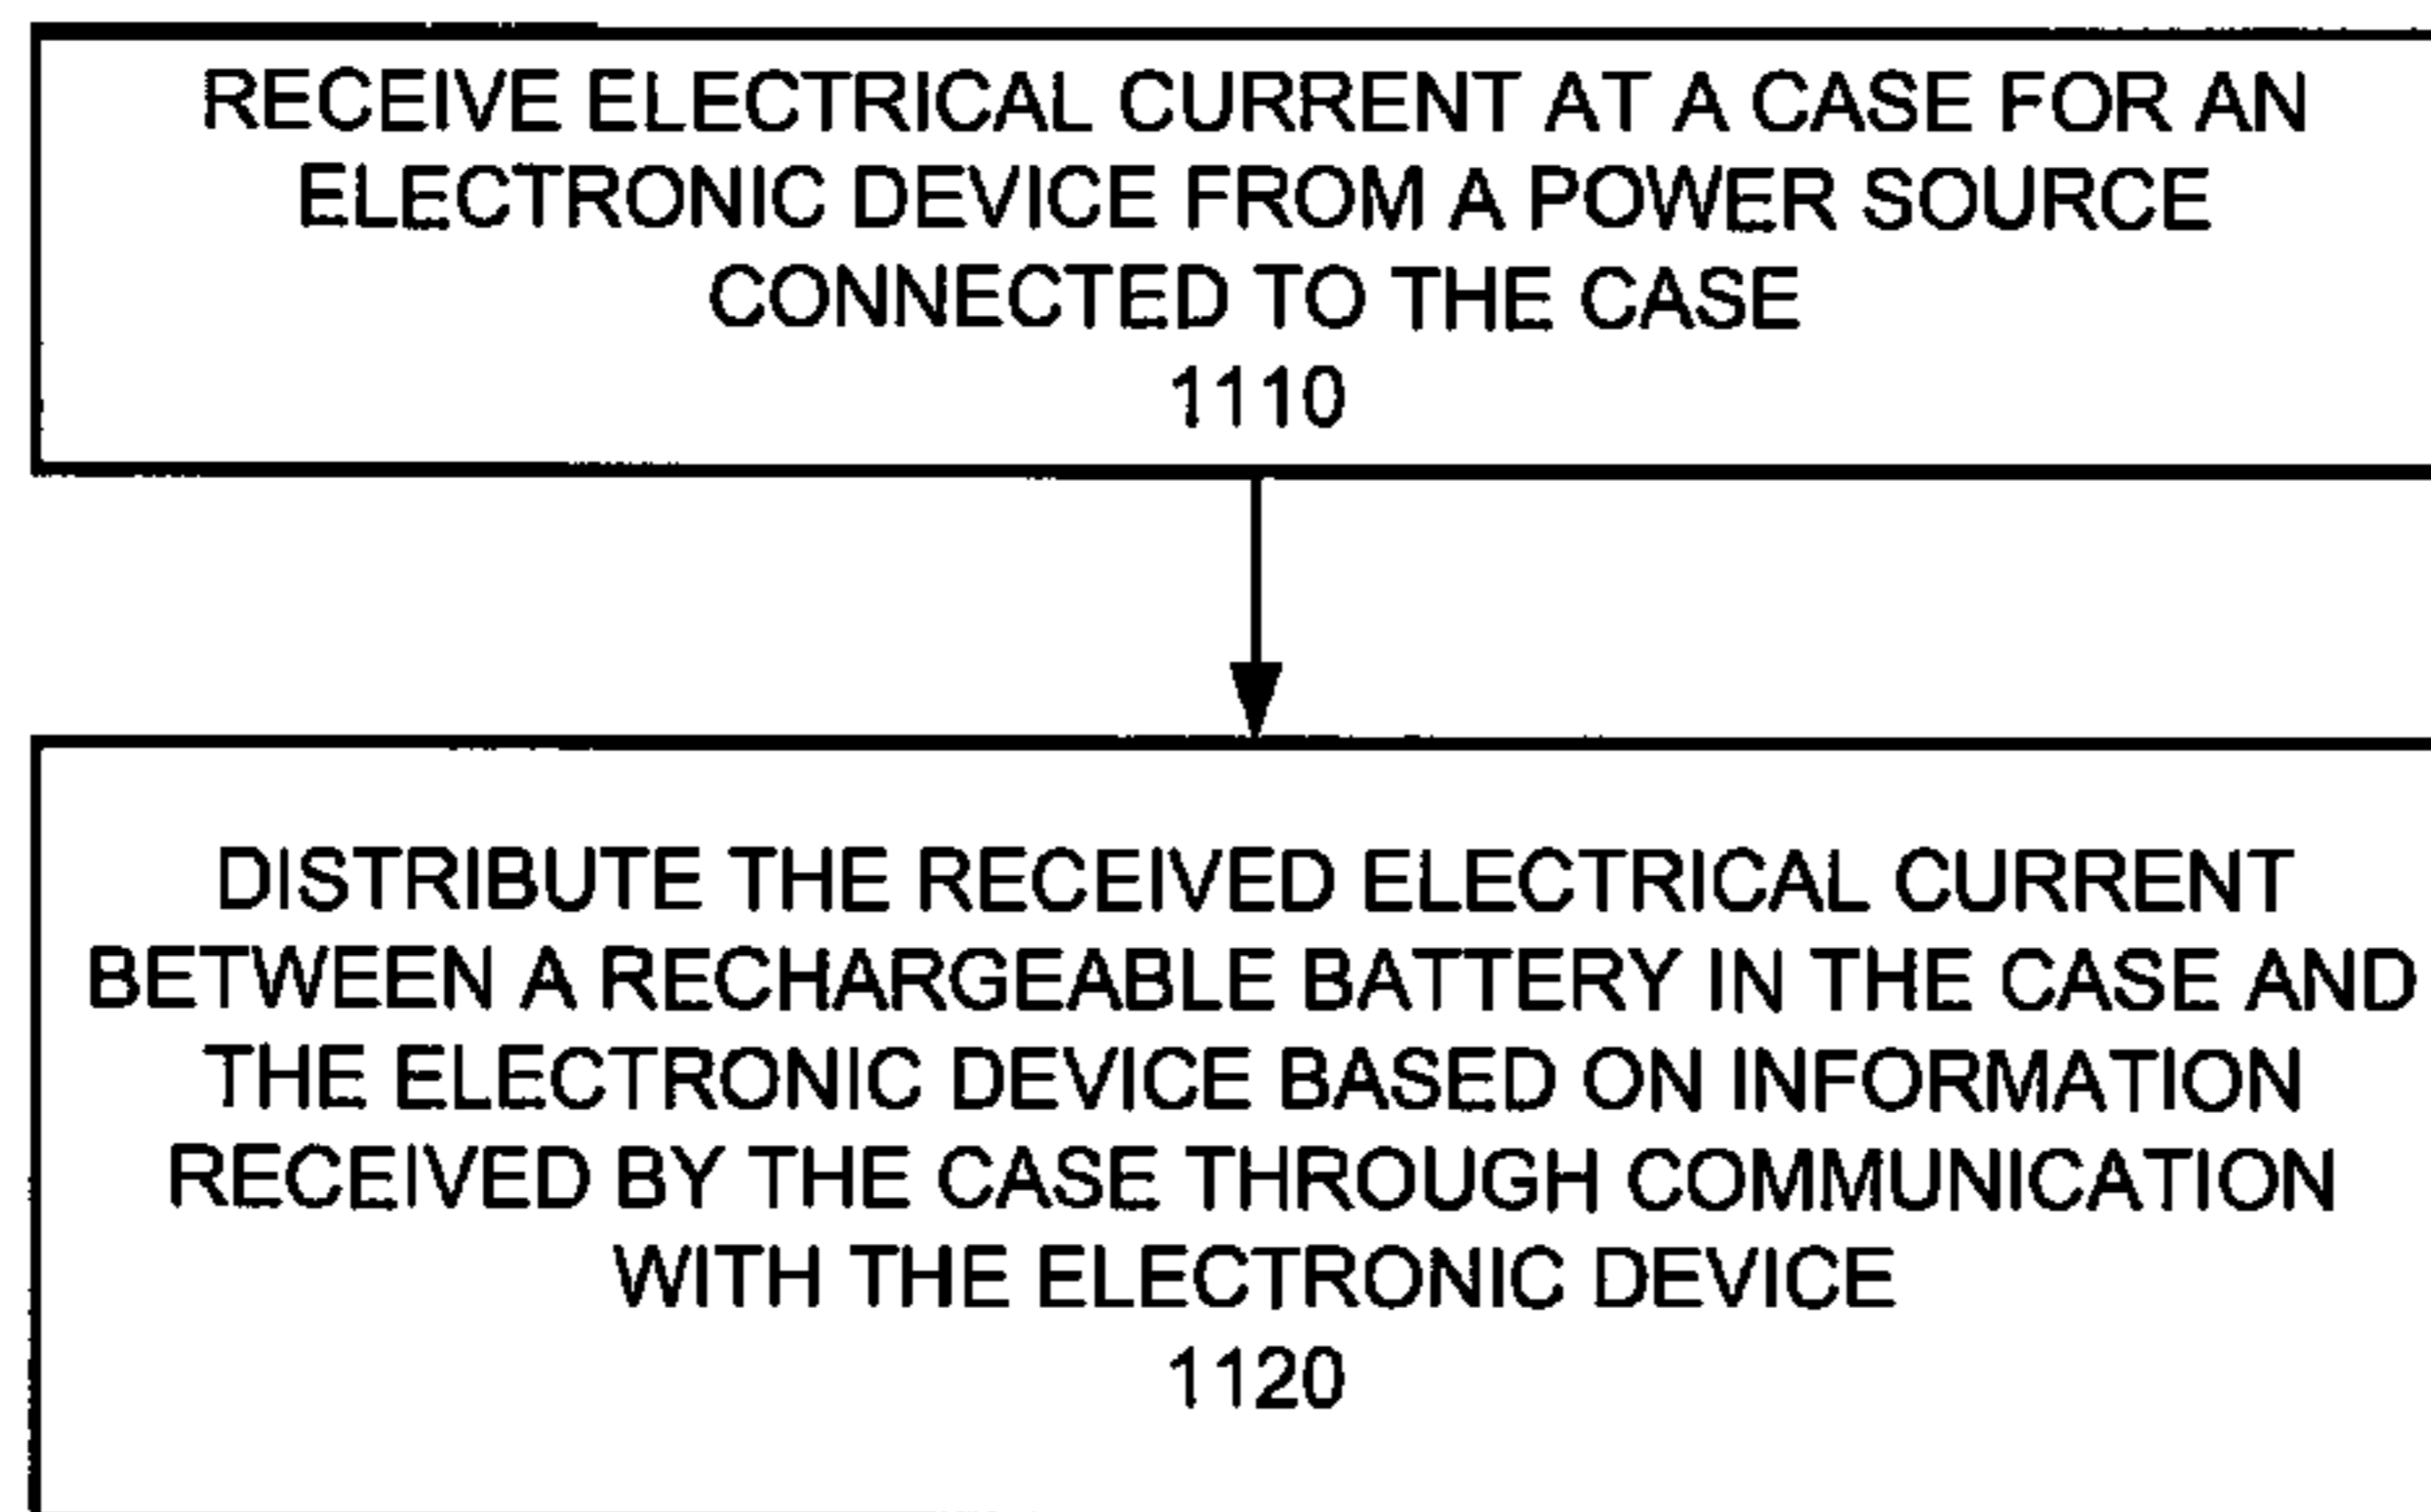 RECEIVE ELECTRICAL CURRENT AT A CASE FOR AN
ELECTRONIC DEVICE FROM A POWER SOURCE
CONNECTED TO THE CASE
1110
DISTRIBUTE THE RECEIVED ELECTRICAL CURRENT
BETWEEN A RECHARGEABLE BATTERY IN THE CASE AND
THE ELECTRONIC DEVICE BASED ON INFORMATION
RECEIVED BY THE CASE THROUGH COMMUNICATION
WITH THE ELECTRONIC DEVICE
1120